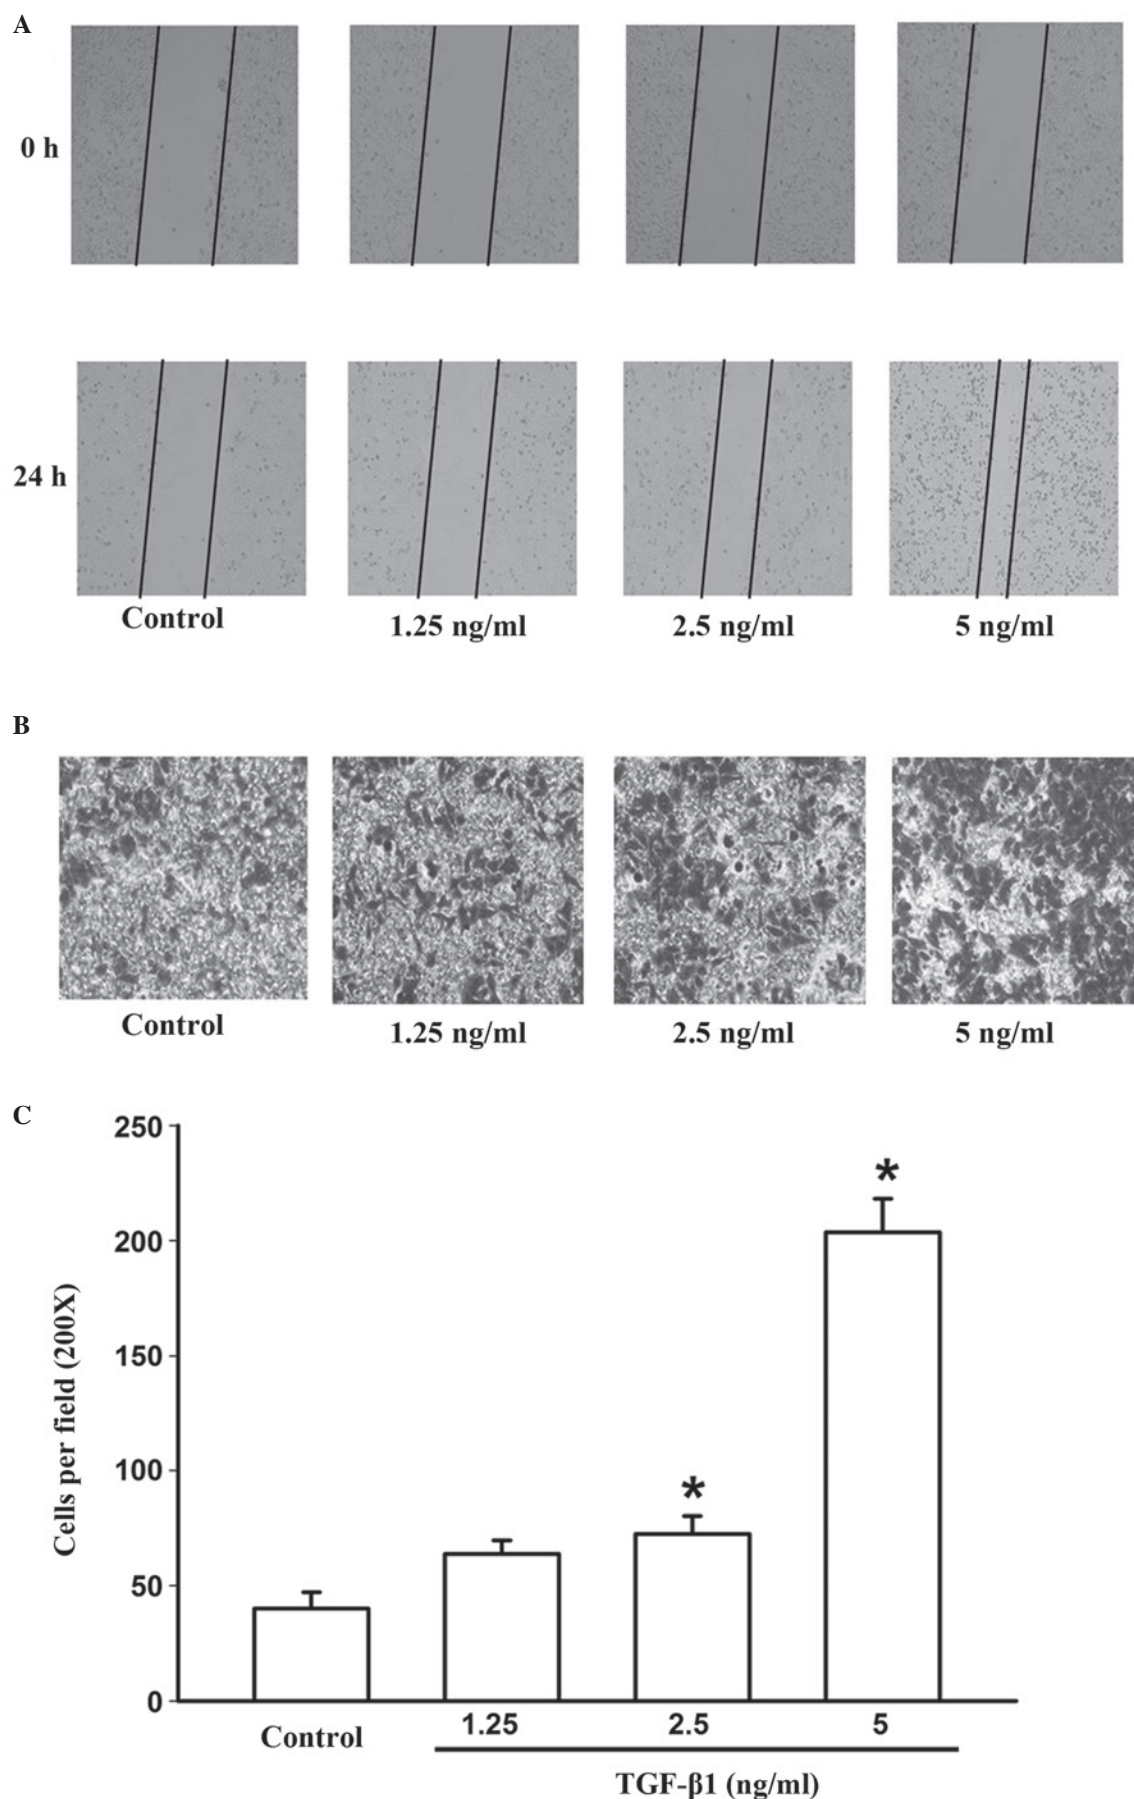 A
0 h
24 h
Control
1.25 ng/ml
2.5 ng/ml
5 ng/ml
B
Control
1.25 ng/ml
2.5 ng/ml
5 ng/ml
C
250
200
150
100
50
0
Cells per field (200X)
*
*
Control
1.25
2.5
5
TGF-β1 (ng/ml)